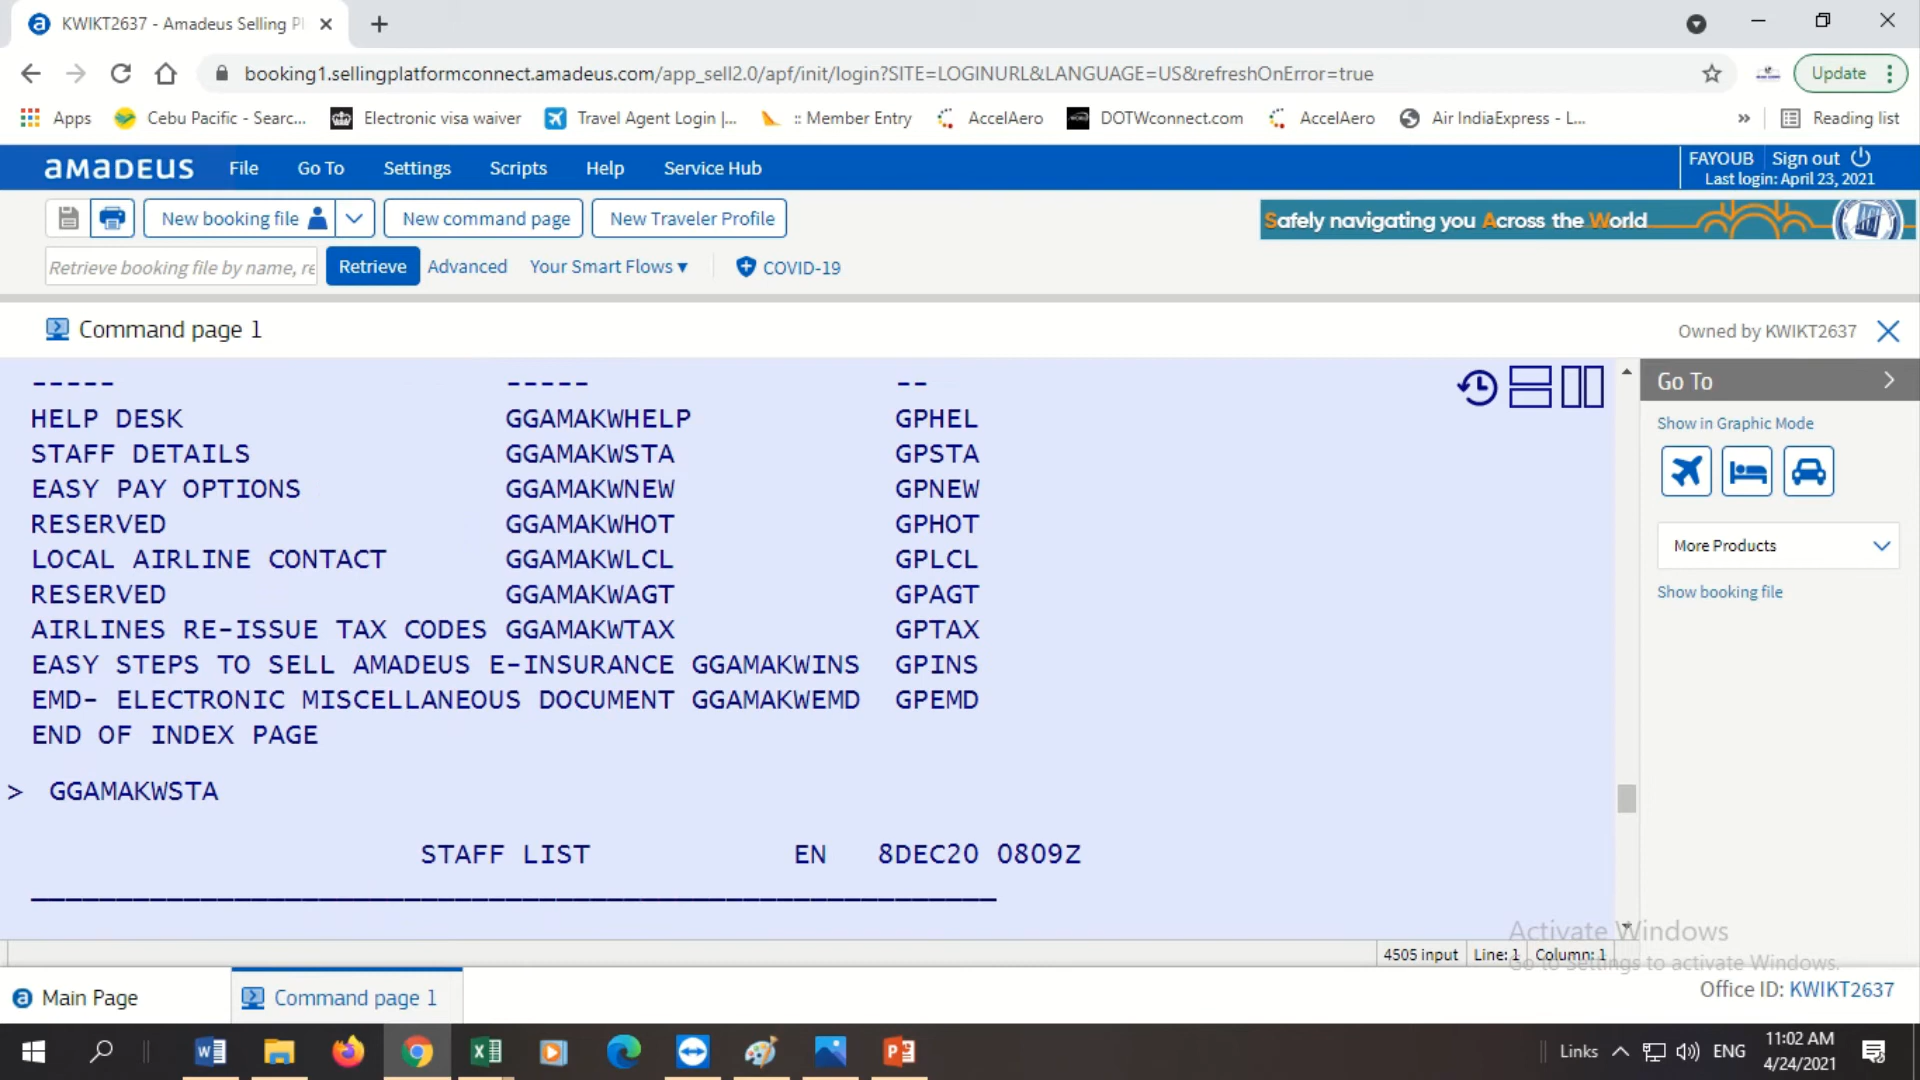 KWIKT2637 - Amadeus Selling Pl
booking1.sellingplatformconnect.amadeus.com/app_sell2.0/apf/init/login?SITE=LOGINURL&LANGUAGE=US&refreshOnError=true
Update
Apps Cebu Pacific - Searc... Electronic visa waiver Travel Agent Login |... :: Member Entry AccelAero DOTWconnect.com AccelAero Air IndiaExpress - L... » Reading list
amadeus File Go To Settings Scripts Help Service Hub FAYOUB Sign out
Last login: April 23, 2021
New booking file New command page New Traveler Profile Safely navigating you Across the World
Retrieve booking file by name, re Retrieve Advanced Your Smart Flows ▾ COVID-19
Command page 1 Owned by KWIKT2637
----- ----- --
HELP DESK GGAMAKWHELP GPHEL
STAFF DETAILS GGAMAKWSTA GPSTA
EASY PAY OPTIONS GGAMAKWNEW GPNEW
RESERVED GGAMAKWHOT GPHOT
LOCAL AIRLINE CONTACT GGAMAKWLCL GPLCL
RESERVED GGAMAKWAGT GPAGT
AIRLINES RE-ISSUE TAX CODES GGAMAKWTAX GPTAX
EASY STEPS TO SELL AMADEUS E-INSURANCE GGAMAKWINS GPINS
EMD- ELECTRONIC MISCELLANEOUS DOCUMENT GGAMAKWEMD GPEMD
END OF INDEX PAGE
> GGAMAKWSTA
STAFF LIST EN 8DEC20 0809Z
Go To
Show in Graphic Mode
More Products
Show booking file
Activate Windows
Go to Settings to activate Windows.
4505 input Line: 1 Column: 1
Office ID: KWIKT2637
Main Page Command page 1
Links ENG 11:02 AM
4/24/2021